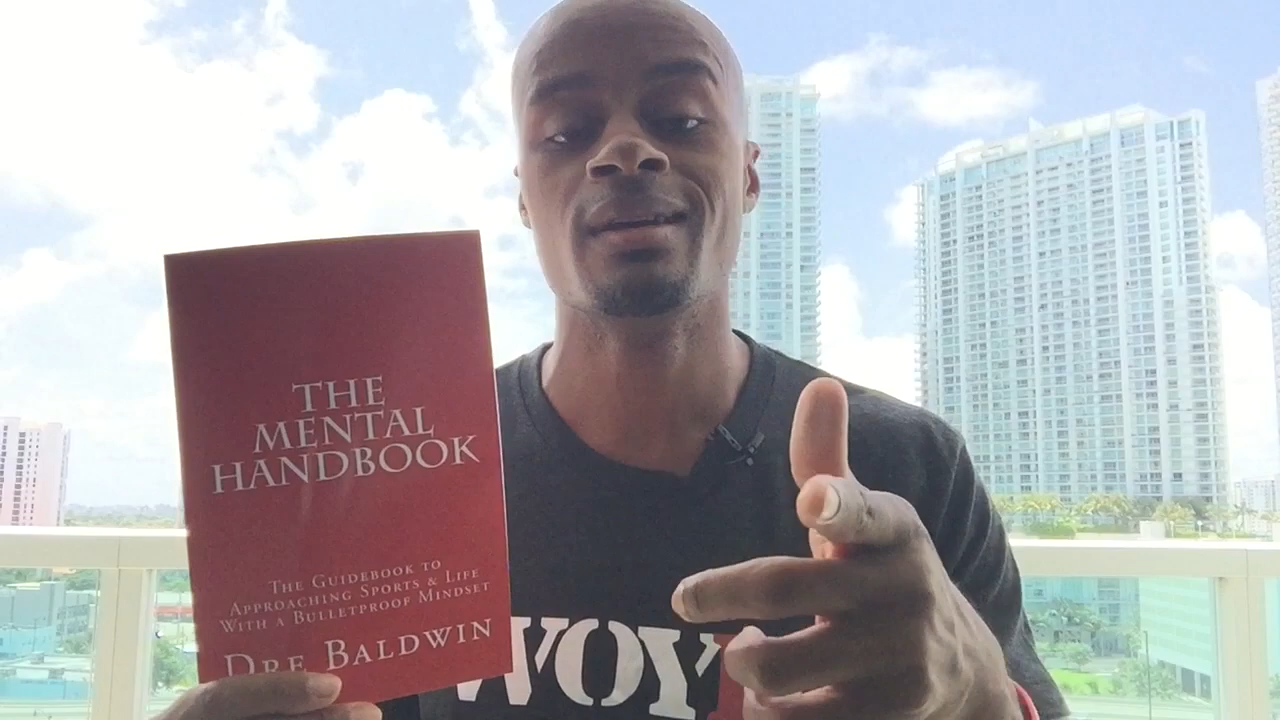 THE
MENTAL
HANDBOOK
THE GUIDEBOOK TO
APPROACHING SPORTS & LIFE
WITH A BULLETPROOF MINDSET
DRE BALDWIN
WOY